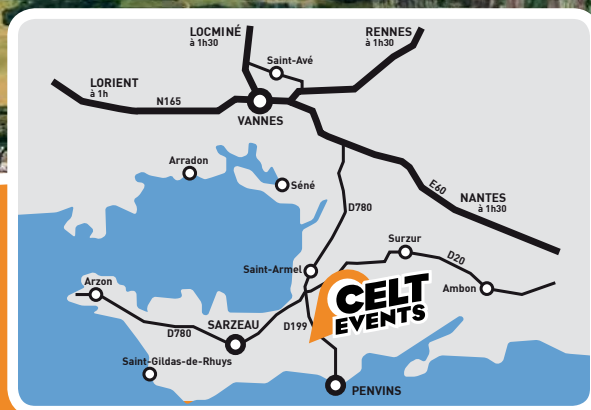 LOCMINÉ
à 1h30
RENNES
à 1h30
Saint-Avé
LORIENT
à 1h
N165
VANNES
Arradon
Séné
E60
NANTES
à 1h30
D780
Surzur
D20
Saint-Armel
Ambon
Arzon
CELT
EVENTS
D780
SARZEAU
D199
Saint-Gildas-de-Rhuys
PENVINS